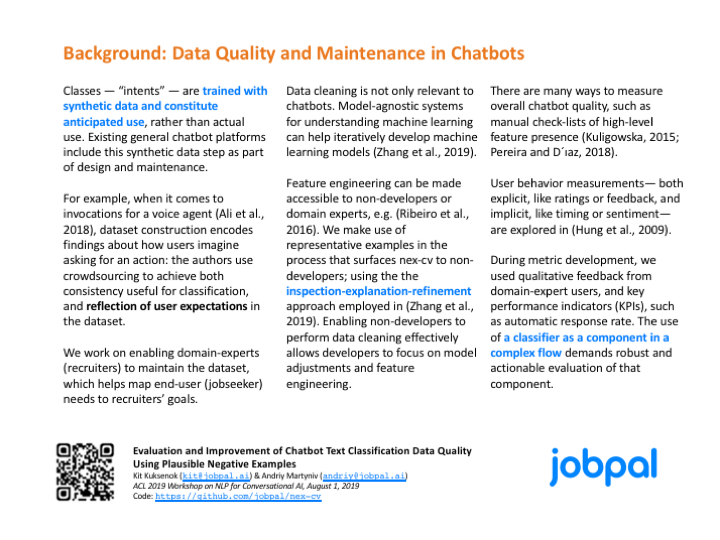 Background: Data Quality and Maintenance in Chatbots
Classes — “intents” — are trained with
synthetic data and constitute
anticipated use, rather than actual
use. Existing general chatbot platforms
include this synthetic data step as part
of design and maintenance.
For example, when it comes to
invocations for a voice agent (Ali et al.,
2018), dataset construction encodes
findings about how users imagine
asking for an action: the authors use
crowdsourcing to achieve both
consistency useful for classification,
and reflection of user expectations in
the dataset.
We work on enabling domain-experts
(recruiters) to maintain the dataset,
which helps map end-user (jobseeker)
needs to recruiters’ goals.
Data cleaning is not only relevant to
chatbots. Model-agnostic systems
for understanding machine learning
can help iteratively develop machine
learning models (Zhang et al., 2019).
Feature engineering can be made
accessible to non-developers or
domain experts, e.g. (Ribeiro et al.,
2016). We make use of
representative examples in the
process that surfaces nex-cv to non-
developers; using the the
inspection-explanation-refinement
approach employed in (Zhang et al.,
2019). Enabling non-developers to
perform data cleaning effectively
allows developers to focus on model
adjustments and feature
engineering.
There are many ways to measure
overall chatbot quality, such as
manual check-lists of high-level
feature presence (Kuligowska, 2015;
Pereira and D´ıaz, 2018).
User behavior measurements— both
explicit, like ratings or feedback, and
implicit, like timing or sentiment—
are explored in (Hung et al., 2009).
During metric development, we
used qualitative feedback from
domain-expert users, and key
performance indicators (KPIs), such
as automatic response rate. The use
of a classifier as a component in a
complex flow demands robust and
actionable evaluation of that
component.
Evaluation and Improvement of Chatbot Text Classification Data Quality
Using Plausible Negative Examples
Kit Kuksenok (kit@jobpal.ai) & Andriy Martyniv (andriy@jobpal.ai)
ACL 2019 Workshop on NLP for Conversational AI, August 1, 2019
Code: https://github.com/jobpal/nex-cv
jobpal